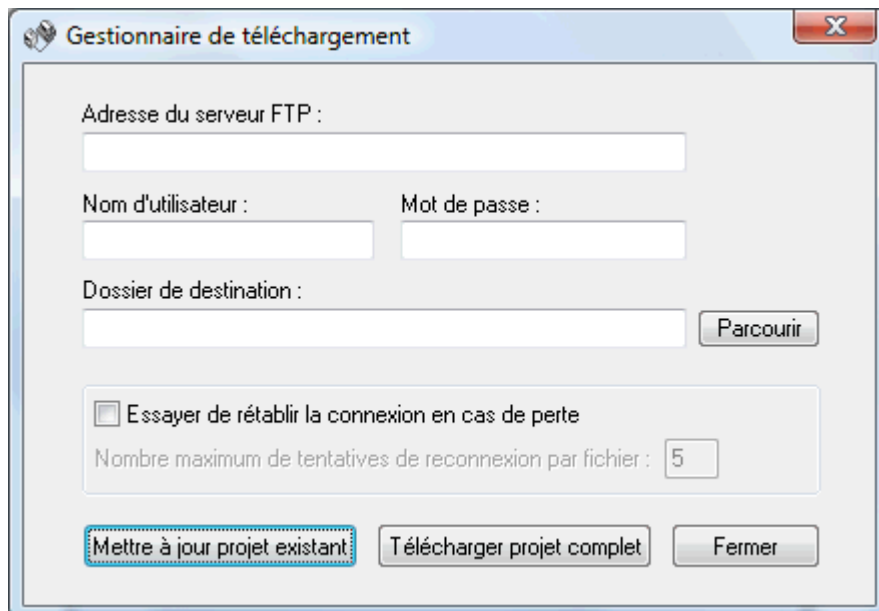 Gestionnaire de téléchargement
Adresse du serveur FTP :
Nom d'utilisateur : Mot de passe :
Dossier de destination :
Parcourir
Essayer de rétablir la connexion en cas de perte
Nombre maximum de tentatives de reconnexion par fichier : 5
Mettre à jour projet existant Télécharger projet complet Fermer